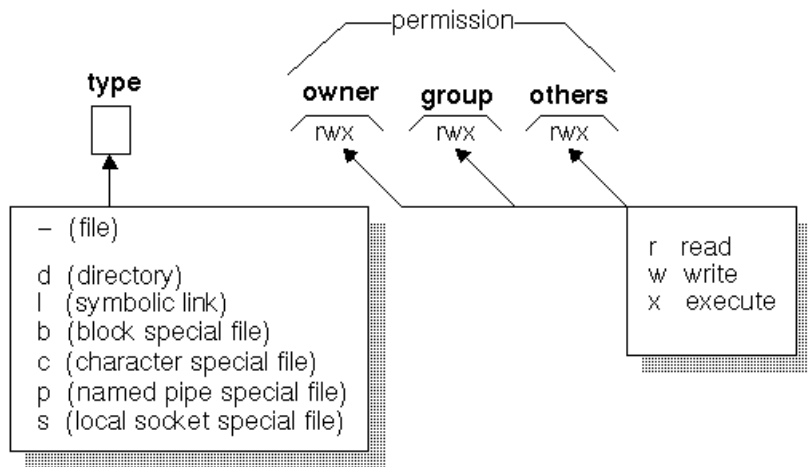 permission
type
owner group others
rwx rwx rwx
– (file)
d (directory)
l (symbolic link)
b (block special file)
c (character special file)
p (named pipe special file)
s (local socket special file)
r read
w write
x execute